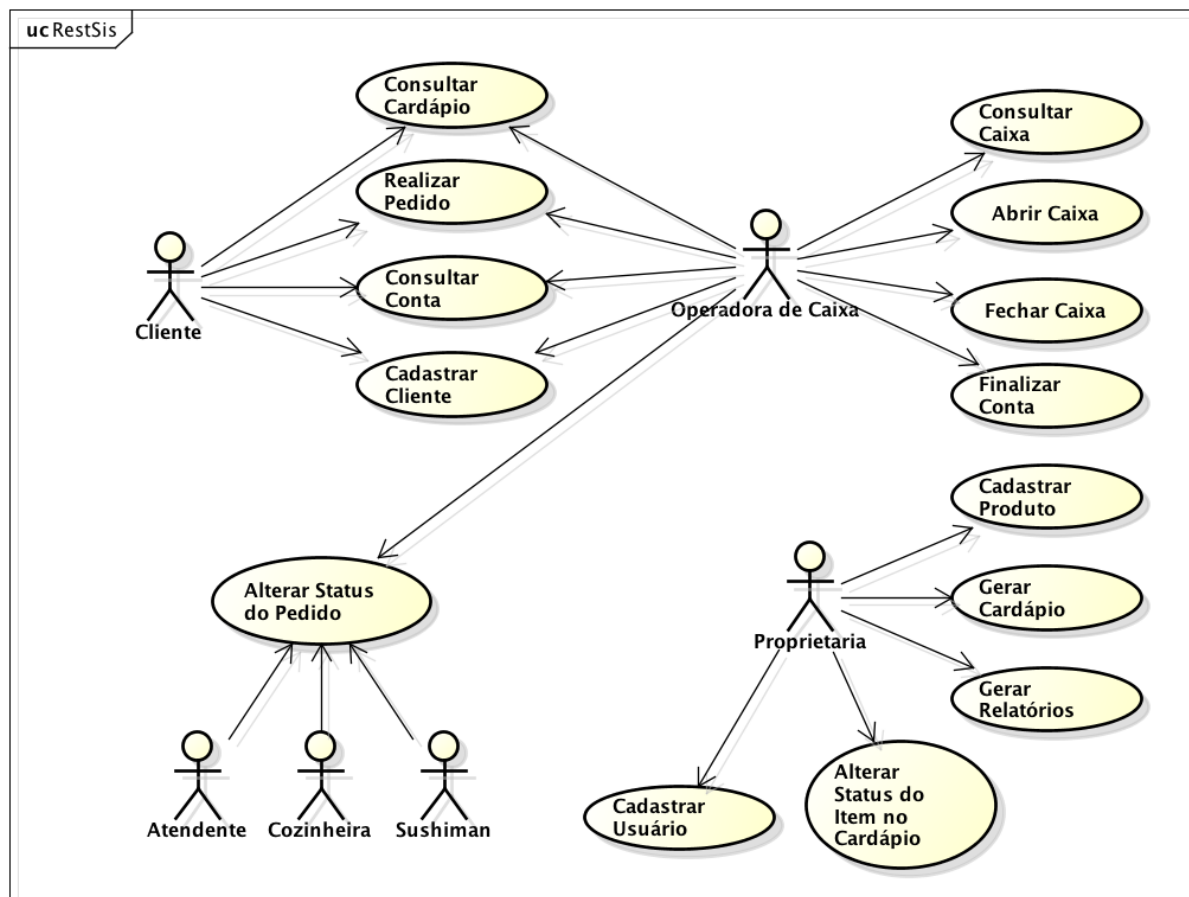 uc RestSis
Consultar
Cardápio
Realizar
Pedido
Consultar
Conta
Cadastrar
Cliente
Cliente
Operadora de Caixa
Consultar
Caixa
Abrir Caixa
Fechar Caixa
Finalizar
Conta
Alterar Status
do Pedido
Atendente
Cozinheira
Sushiman
Proprietaria
Cadastrar
Produto
Gerar
Cardápio
Gerar
Relatórios
Cadastrar
Usuário
Alterar
Status do
Item no
Cardápio